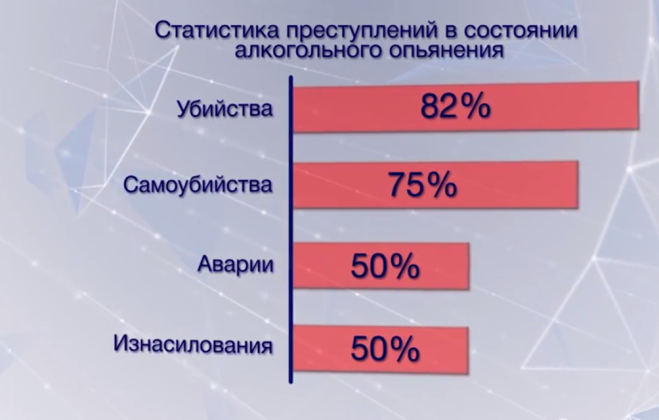 Статистика преступлений в состоянии
алкогольного опьянения
Убийства 82%
Самоубийства 75%
Аварии 50%
Изнасилования 50%